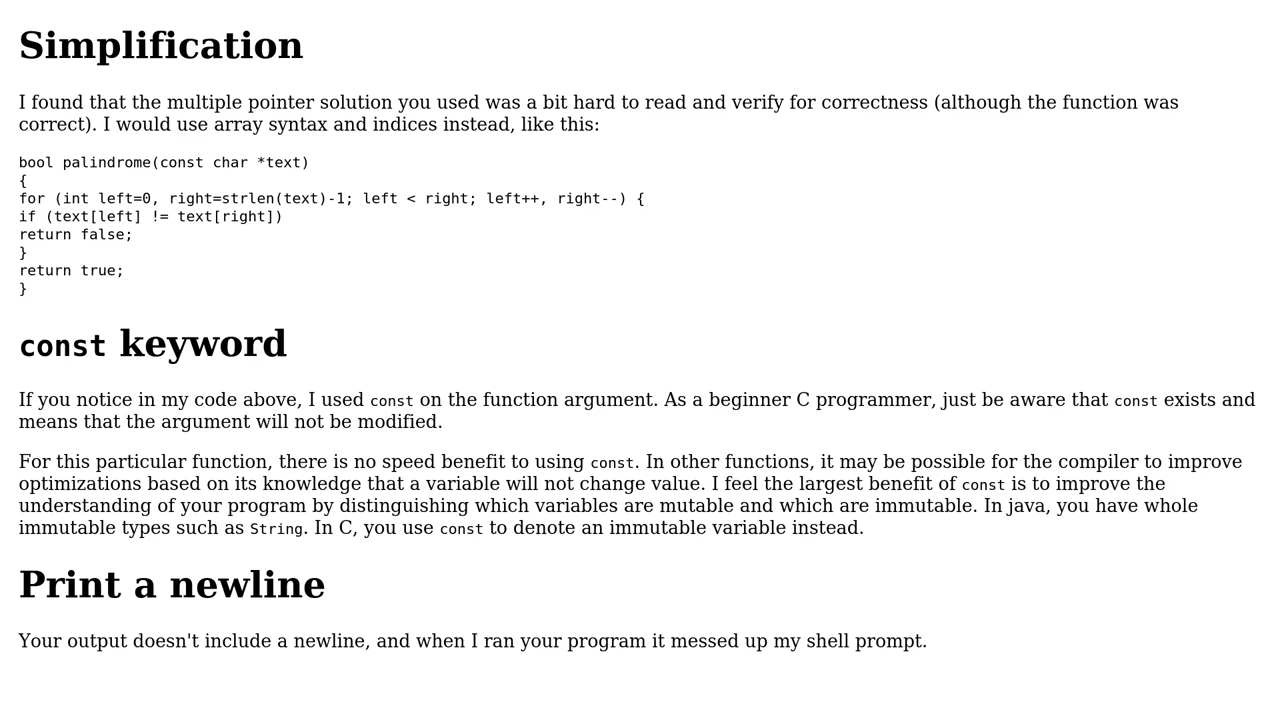 Simplification
I found that the multiple pointer solution you used was a bit hard to read and verify for correctness (although the function was
correct). I would use array syntax and indices instead, like this:
bool palindrome(const char *text)
{
for (int left=0, right=strlen(text)-1; left < right; left++, right--) {
if (text[left] != text[right])
return false;
}
return true;
}
const keyword
If you notice in my code above, I used const on the function argument. As a beginner C programmer, just be aware that const exists and
means that the argument will not be modified.
For this particular function, there is no speed benefit to using const. In other functions, it may be possible for the compiler to improve
optimizations based on its knowledge that a variable will not change value. I feel the largest benefit of const is to improve the
understanding of your program by distinguishing which variables are mutable and which are immutable. In java, you have whole
immutable types such as String. In C, you use const to denote an immutable variable instead.
Print a newline
Your output doesn't include a newline, and when I ran your program it messed up my shell prompt.